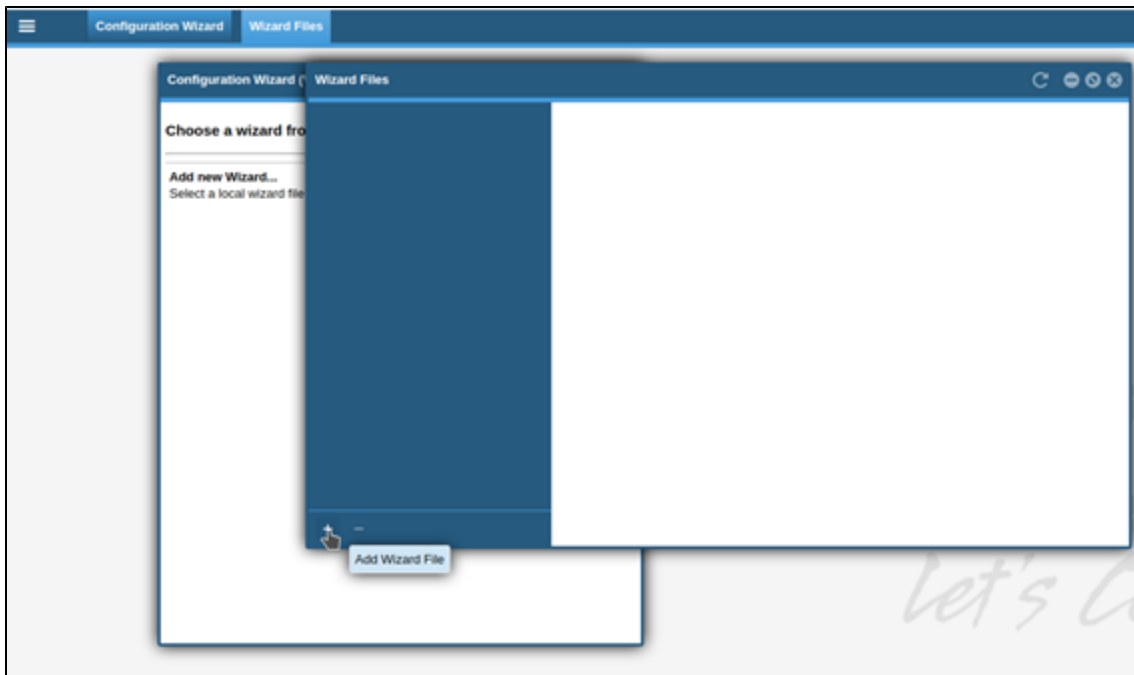 Configuration Wizard
Wizard Files
Configuration Wizard (
Wizard Files
Choose a wizard fro
Add new Wizard...
Select a local wizard file
Add Wizard File
let's